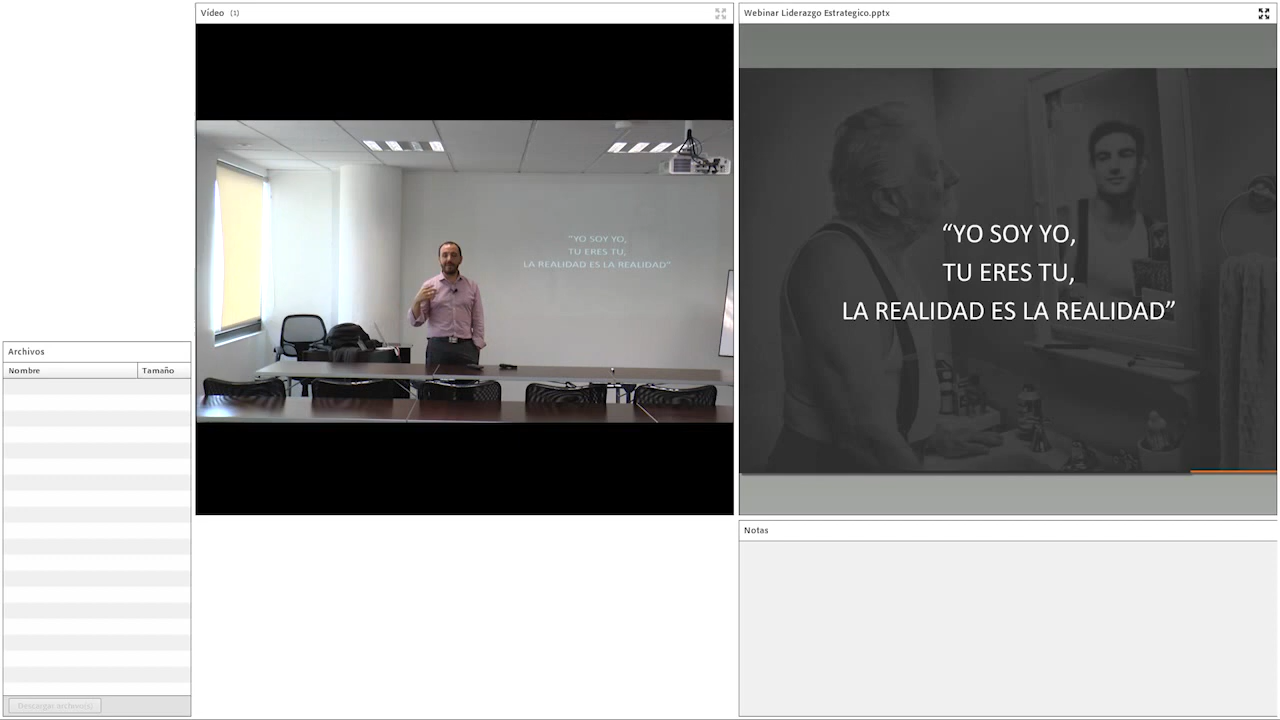 Vídeo (1)
Webinar Liderazgo Estrategico.pptx
"YO SOY YO,
TU ERES TU,
LA REALIDAD ES LA REALIDAD"
“YO SOY YO,
TU ERES TU,
LA REALIDAD ES LA REALIDAD”
Archivos
Nombre
Tamaño
Descargar archivo(s)
Notas